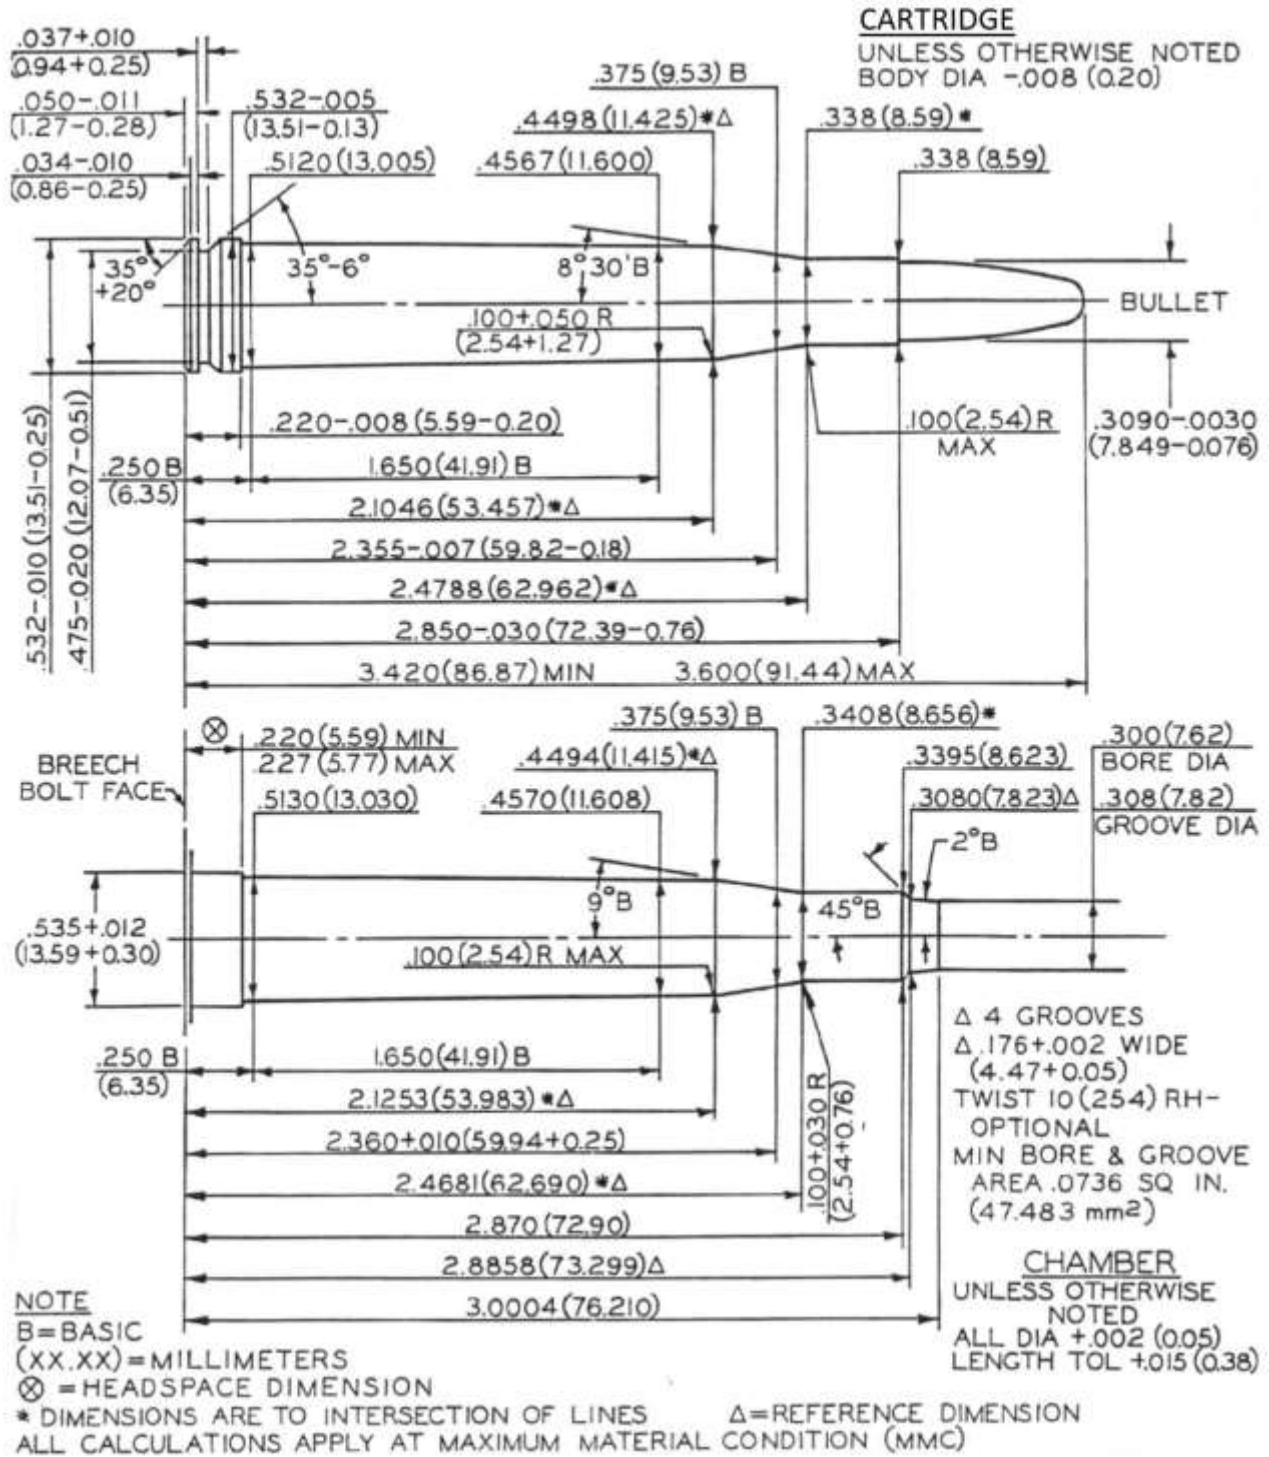 CARTRIDGE
UNLESS OTHERWISE NOTED
BODY DIA -.008 (0.20)
.037+.010
(0.94+0.25)
.050-.011
(1.27-0.28)
.034-.010
(0.86-0.25)
.532-.005
(13.51-0.13)
.5120 (13.005)
.375 (9.53) B
.4498 (11.425)*Δ
.4567 (11.600)
.338 (8.59) *
.338 (8.59)
35°
+20°
35°-6°
8°30'B
.100+.050 R
(2.54+1.27)
BULLET
.220-.008 (5.59-0.20)
.100 (2.54) R
MAX
.3090-.0030
(7.849-0.076)
.250 B
(6.35)
1.650 (41.91) B
2.1046 (53.457)*Δ
2.355-.007 (59.82-0.18)
2.4788 (62.962)*Δ
2.850-.030 (72.39-0.76)
3.420 (86.87) MIN 3.600 (91.44) MAX
.532-.010 (13.51-0.25)
.475-.020 (12.07-0.51)
BREECH
BOLT FACE
⊗
.220 (5.59) MIN
.227 (5.77) MAX
.5130 (13.030)
.375 (9.53) B
.4494 (11.415)*Δ
.4570 (11.608)
.3408 (8.656)*
.3395 (8.623)
.3080 (7.823)Δ
.300 (7.62)
BORE DIA
.308 (7.82)
GROOVE DIA
2°B
9°B
45°B
.535+.012
(13.59+0.30)
.100 (2.54) R MAX
.250 B
(6.35)
1.650 (41.91) B
2.1253 (53.983) *Δ
2.360+.010 (59.94+0.25)
2.4681 (62.690) *Δ
2.870 (72.90)
2.8858 (73.299)Δ
3.0004 (76.210)
.100+.030 R
(2.54+0.76)
Δ 4 GROOVES
Δ .176+.002 WIDE
(4.47+0.05)
TWIST 10 (254) RH-
OPTIONAL
MIN BORE & GROOVE
AREA .0736 SQ IN.
(47.483 mm2)
CHAMBER
UNLESS OTHERWISE
NOTED
ALL DIA +.002 (0.05)
LENGTH TOL +.015 (0.38)
NOTE
B=BASIC
(XX.XX)=MILLIMETERS
⊗ =HEADSPACE DIMENSION
* DIMENSIONS ARE TO INTERSECTION OF LINES Δ=REFERENCE DIMENSION
ALL CALCULATIONS APPLY AT MAXIMUM MATERIAL CONDITION (MMC)